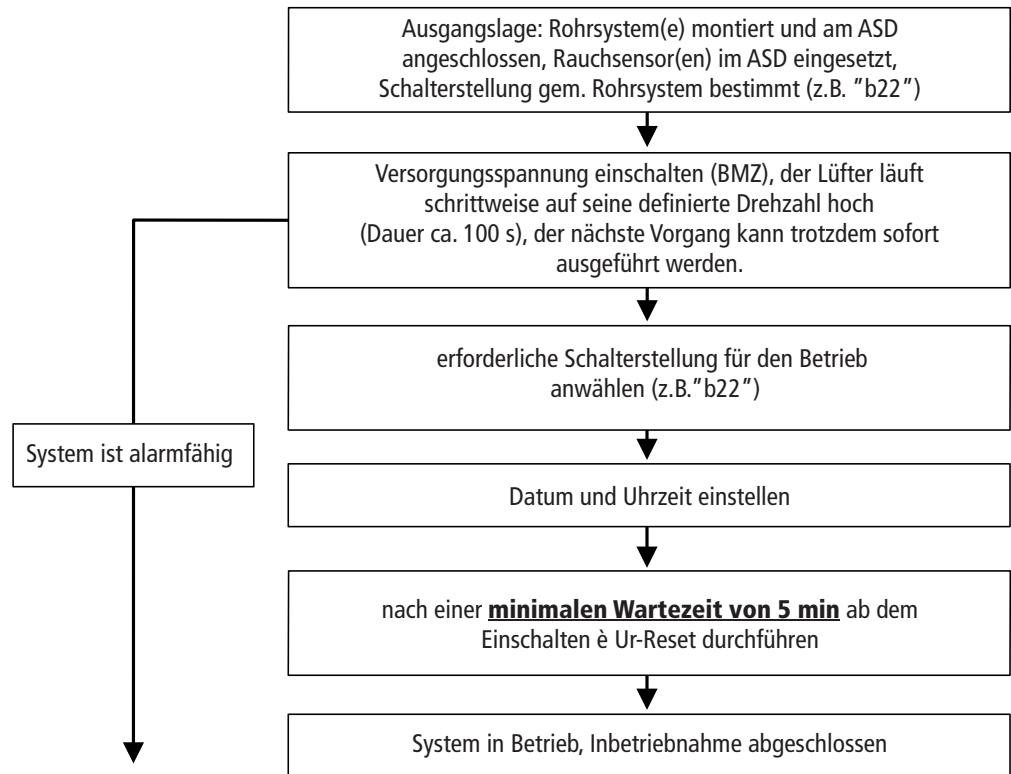 Ausgangslage: Rohrsystem(e) montiert und am ASD
angeschlossen, Rauchsensor(en) im ASD eingesetzt,
Schalterstellung gem. Rohrsystem bestimmt (z.B. "b22")
Versorgungsspannung einschalten (BMZ), der Lüfter läuft
schrittweise auf seine definierte Drehzahl hoch
(Dauer ca. 100 s), der nächste Vorgang kann trotzdem sofort
ausgeführt werden.
erforderliche Schalterstellung für den Betrieb
anwählen (z.B."b22")
System ist alarmfähig
Datum und Uhrzeit einstellen
nach einer minimalen Wartezeit von 5 min ab dem
Einschalten è Ur-Reset durchführen
System in Betrieb, Inbetriebnahme abgeschlossen